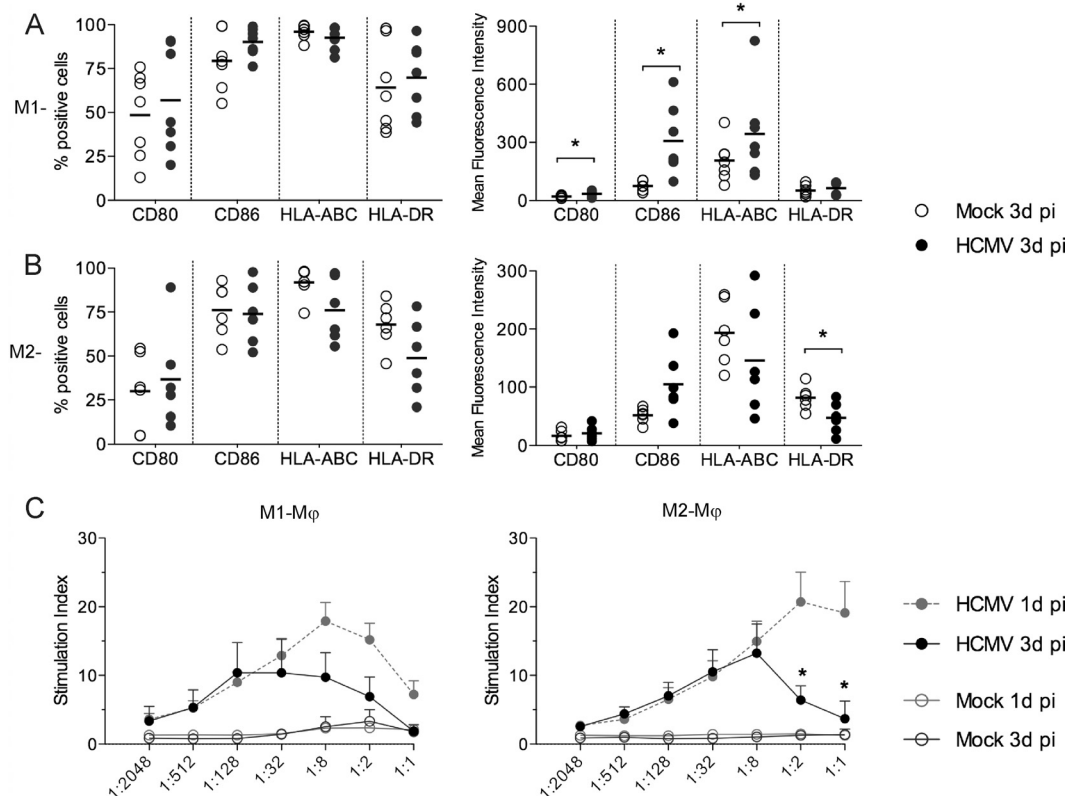 A
M1-
% positive cells
100
75
50
25
0
CD80 CD86 HLA-ABC HLA-DR
Mean Fluorescence Intensity
900
600
300
0
* * *
CD80 CD86 HLA-ABC HLA-DR
Mock 3d pi
HCMV 3d pi
B
M2-
% positive cells
100
75
50
25
0
CD80 CD86 HLA-ABC HLA-DR
Mean Fluorescence Intensity
300
200
100
0
*
CD80 CD86 HLA-ABC HLA-DR
C
M1-Mφ
Stimulation Index
30
20
10
0
1:2048 1:512 1:128 1:32 1:8 1:2 1:1
M2-Mφ
Stimulation Index
30
20
10
0
* *
1:2048 1:512 1:128 1:32 1:8 1:2 1:1
HCMV 1d pi
HCMV 3d pi
Mock 1d pi
Mock 3d pi